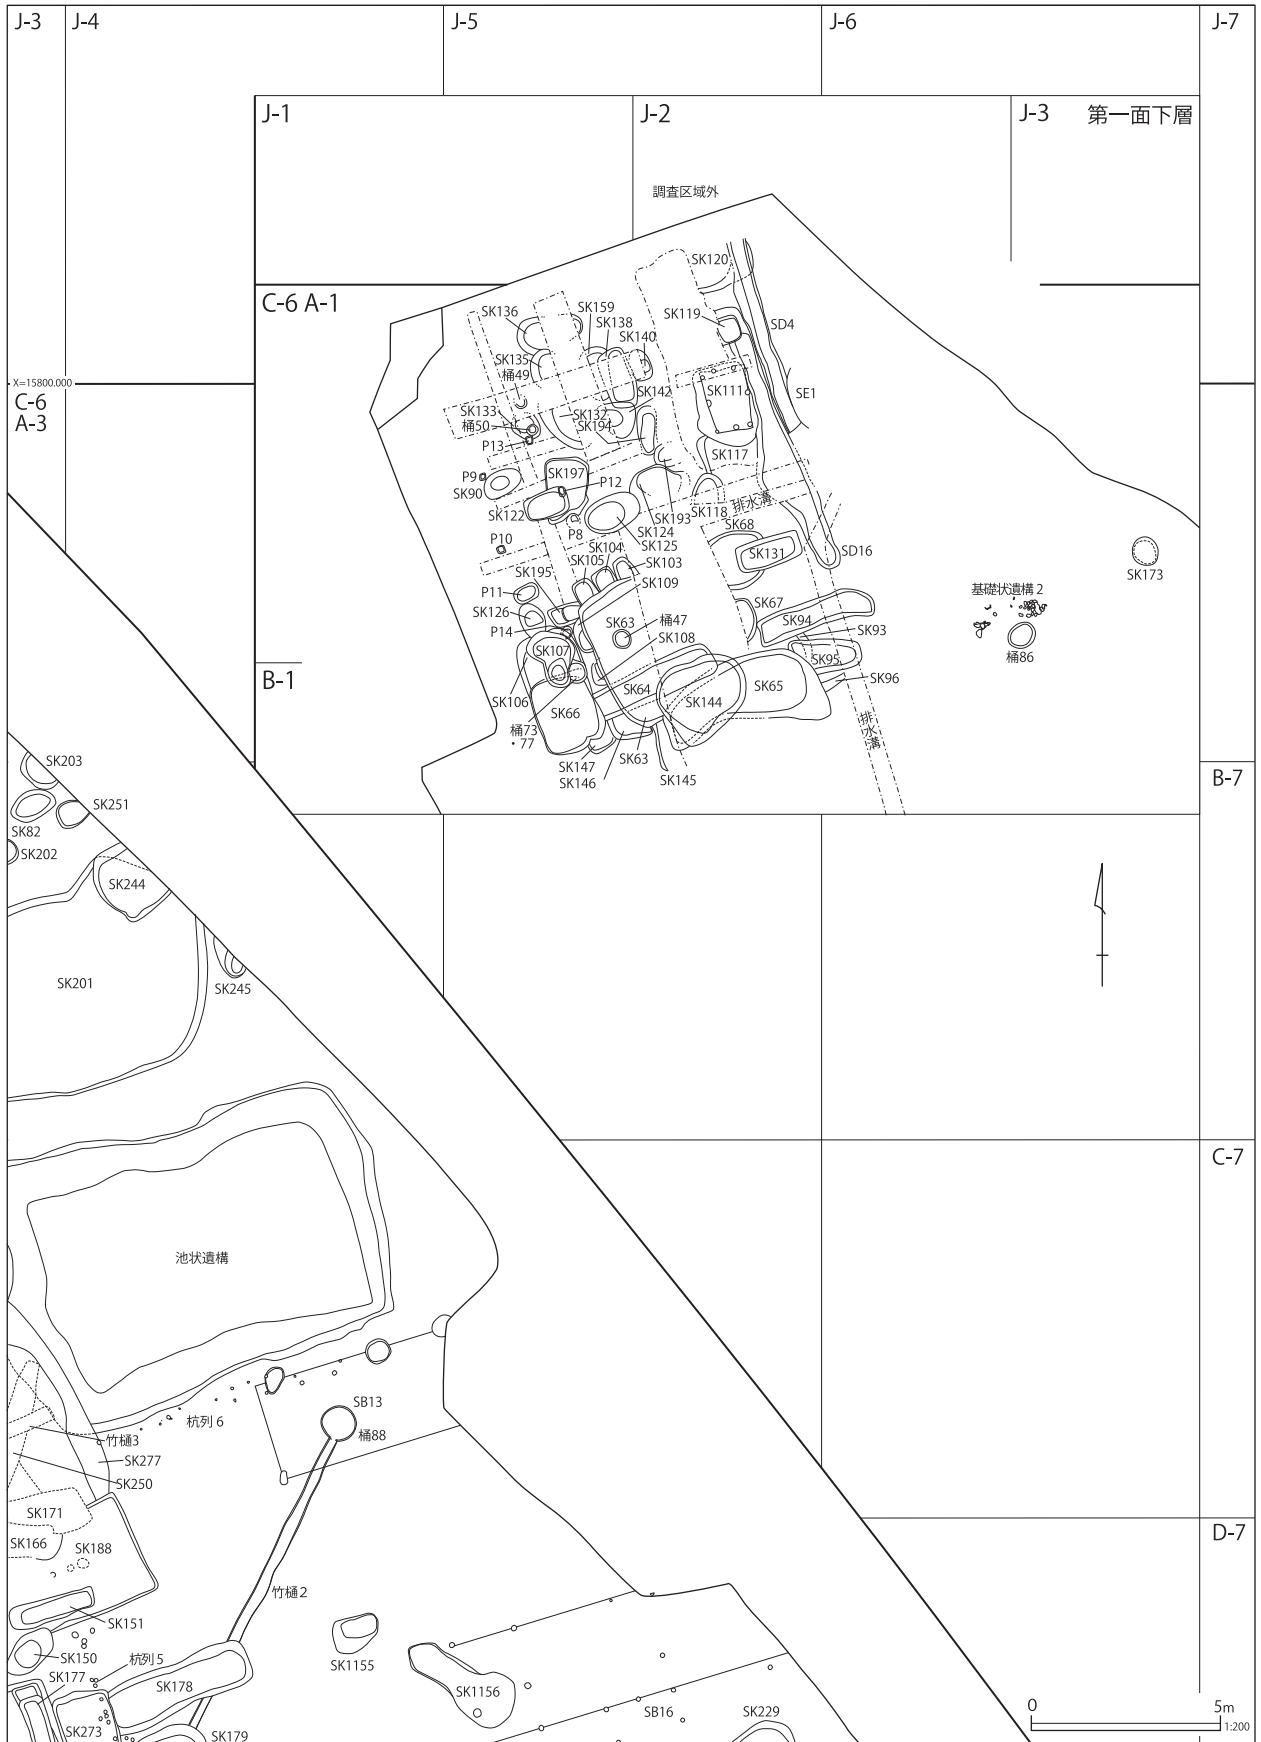 J-3
J-4
J-5
J-6
J-7
J-1
J-2
J-3
第一面下層
調査区域外
SK120
C-6 A-1
SK136
SK159
SK138
SK119
SD4
SK140
SK135
桶49
X=15800.000
C-6
A-3
SK142
SK111
SE1
SK133
SK132
桶50
SK194
P13
SK117
P9
SK197
P12
SK90
SK118
排水溝
SK122
SK193
P8
SK124
SK68
P10
SK104
SK125
SK131
SD16
SK105
SK103
SK195
SK109
SK173
基礎状遺構2
P11
SK67
SK126
SK63
桶47
SK94
SK93
P14
SK108
SK107
SK95
桶86
B-1
SK96
SK64
SK65
SK106
SK144
SK66
排水溝
桶73
・77
SK147
SK63
SK146
SK145
SK203
B-7
SK251
SK82
SK202
SK244
SK201
SK245
C-7
池状遺構
SB13
杭列6
桶88
竹樋3
SK277
SK250
SK171
D-7
SK166
SK188
竹樋2
SK151
SK150
杭列5
SK1155
SK177
SK178
SK1156
SK273
SK179
SB16
SK229
0
5m
1:200